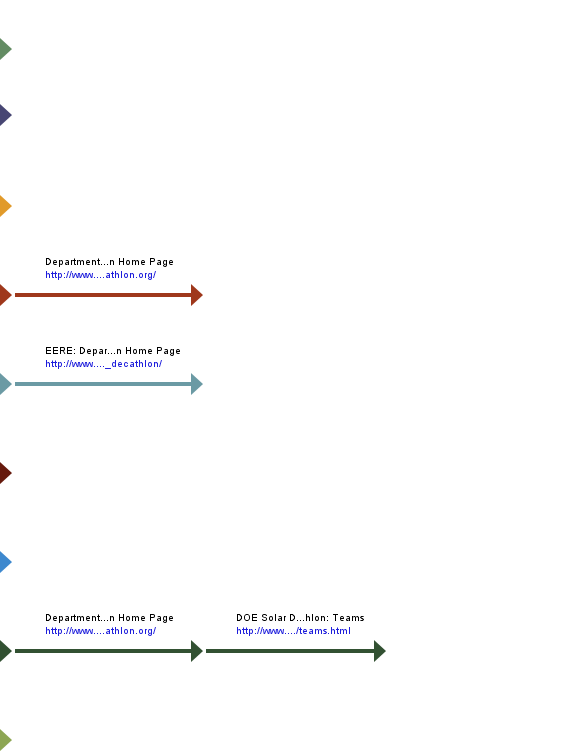 Department...n Home Page
http://www....athlon.org/
EERE: Depar...n Home Page
http://www...._decathlon/
Department...n Home Page
http://www....athlon.org/
DOE Solar D...hlon: Teams
http://www..../teams.html